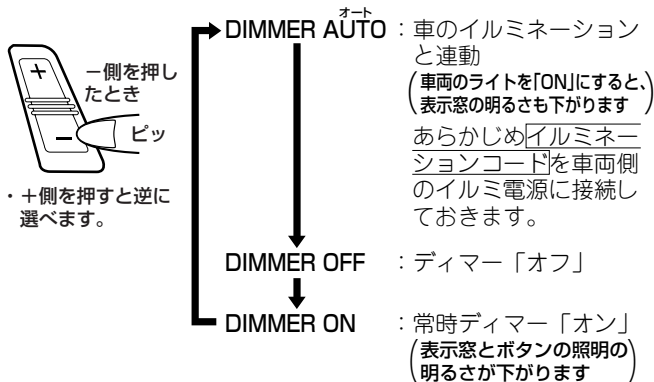 オート
DIMMER AUTO：車のイルミネーション
と連動
(車両のライトを「ON」にすると、
表示窓の明るさも下がります)
あらかじめイルミネー
ションコードを車両側
のイルミ電源に接続し
ておきます。
+
−
−側を押し
たとき
ピッ
・＋側を押すと逆に
選べます。
DIMMER OFF：ディマー「オフ」
DIMMER ON：常時ディマー「オン」
(表示窓とボタンの照明の
明るさが下がります)